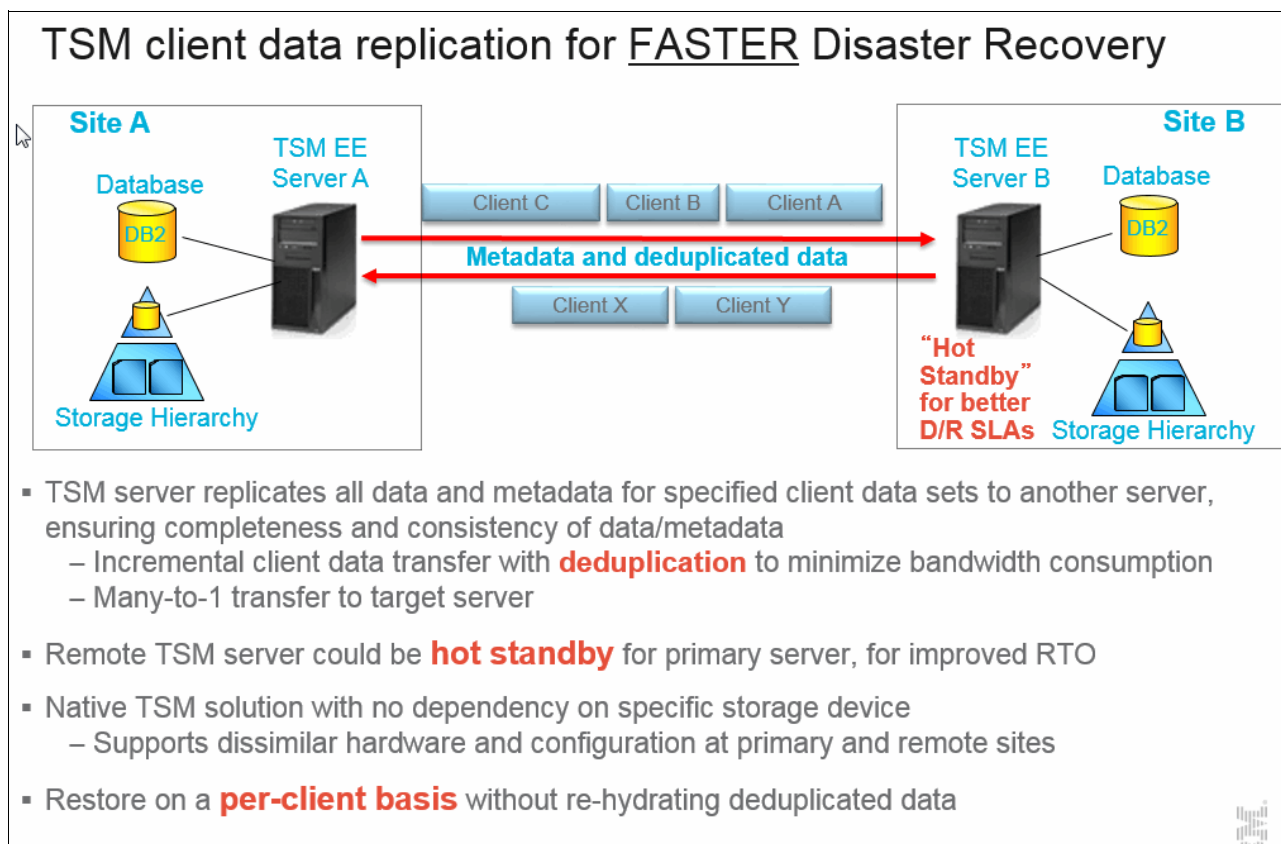 TSM client data replication for FASTER Disaster Recovery
Site A
TSM EE
Server A
Database
DB2
Storage Hierarchy
Client C
Client B
Client A
Metadata and deduplicated data
Client X
Client Y
Site B
TSM EE
Server B
Database
DB2
“Hot
Standby”
for better
D/R SLAs
Storage Hierarchy
▪ TSM server replicates all data and metadata for specified client data sets to another server,
ensuring completeness and consistency of data/metadata
– Incremental client data transfer with deduplication to minimize bandwidth consumption
– Many-to-1 transfer to target server
▪ Remote TSM server could be hot standby for primary server, for improved RTO
▪ Native TSM solution with no dependency on specific storage device
– Supports dissimilar hardware and configuration at primary and remote sites
▪ Restore on a per-client basis without re-hydrating deduplicated data
IBM